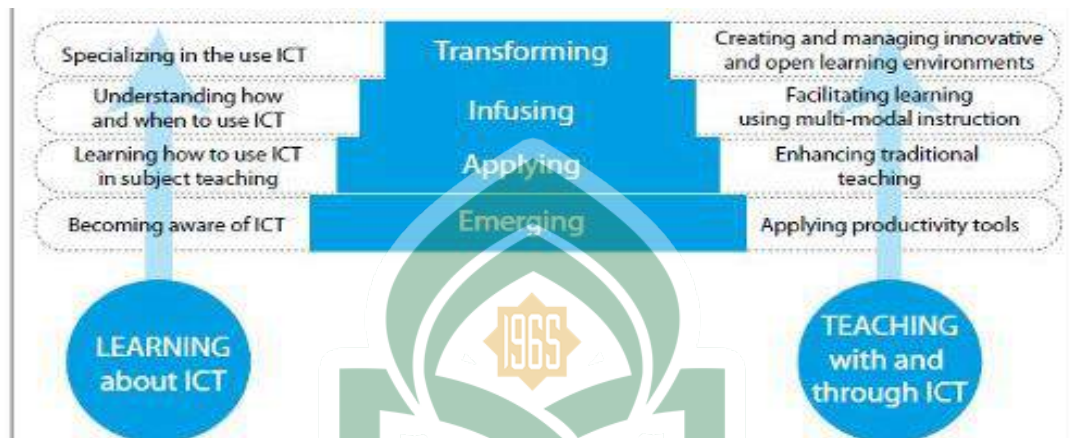 Specializing in the use ICT
Transforming
Creating and managing innovative
and open learning environments
Understanding how
and when to use ICT
Infusing
Facilitating learning
using multi-modal instruction
Learning how to use ICT
in subject teaching
Applying
Enhancing traditional
teaching
Becoming aware of ICT
Emerging
Applying productivity tools
LEARNING
about ICT
1965
TEACHING
with and
through ICT